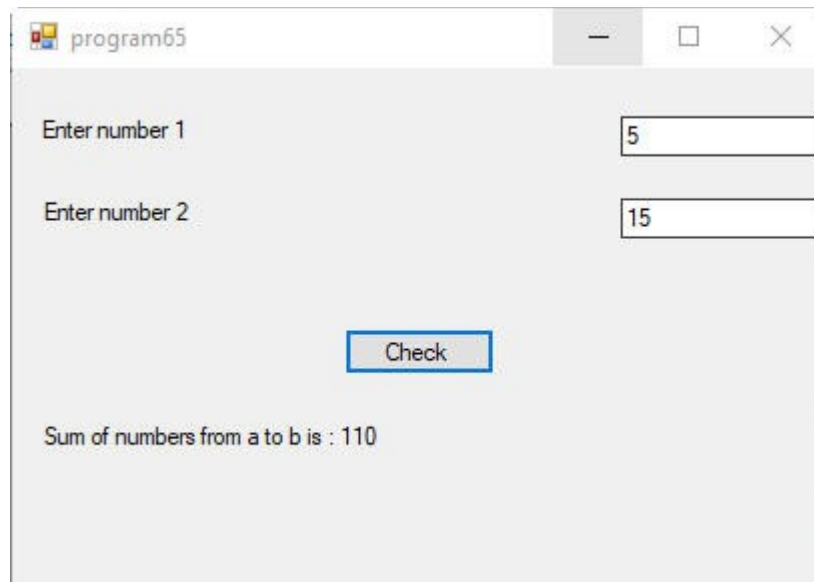 program65
Enter number 1
5
Enter number 2
15
Check
Sum of numbers from a to b is : 110